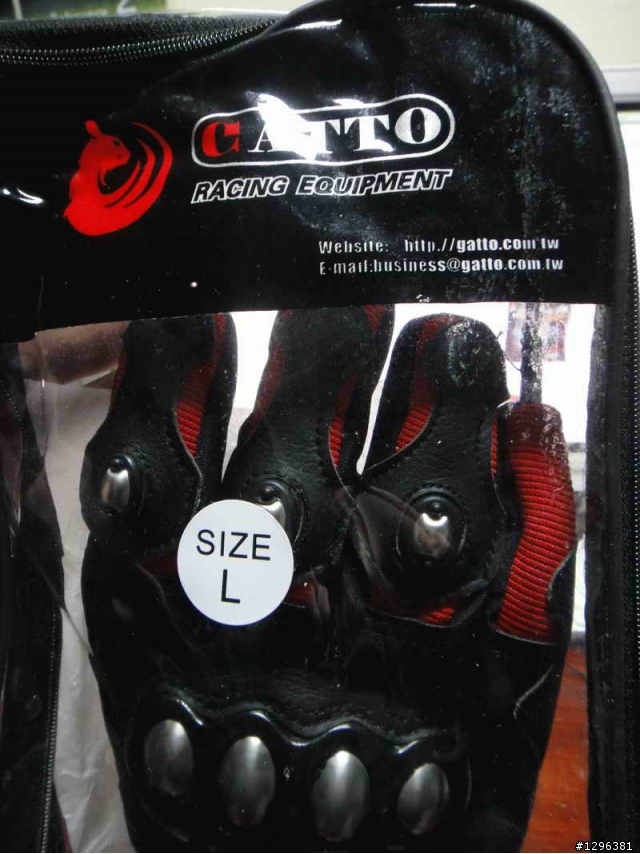 GATTO
RACING EQUIPMENT
Website: http://gatto.com.tw
E-mail:business@gatto.com.tw
SIZE
L
#1296381